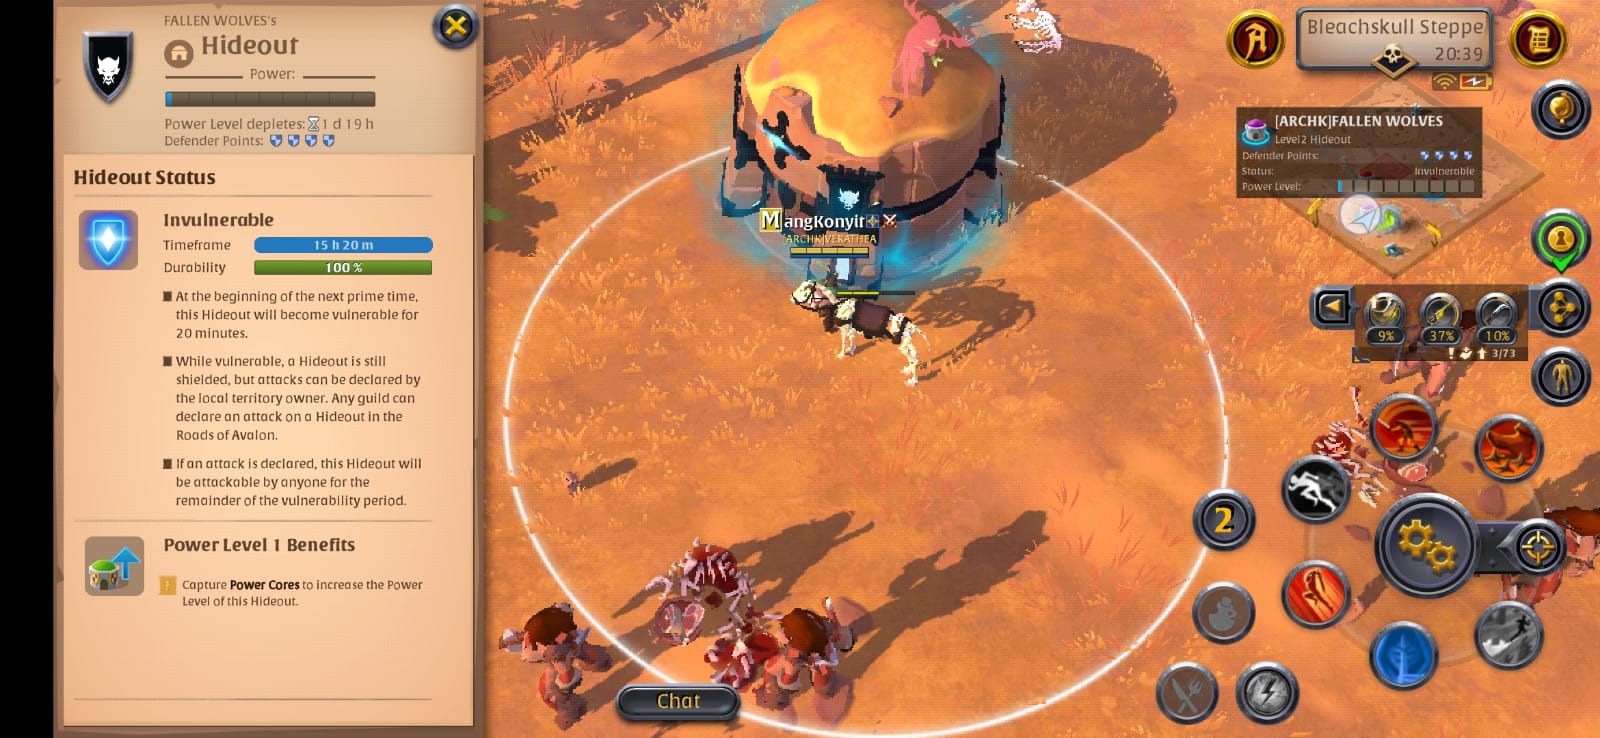 FALLEN WOLVES's
Hideout
Power:
Power Level depletes: 1 d 19 h
Defender Points:
Hideout Status
Invulnerable
Timeframe 15 h 20 m
Durability 100 %
At the beginning of the next prime time,
this Hideout will become vulnerable for
20 minutes.
While vulnerable, a Hideout is still
shielded, but attacks can be declared by
the local territory owner. Any guild can
declare an attack on a Hideout in the
Roads of Avalon.
If an attack is declared, this Hideout will
be attackable by anyone for the
remainder of the vulnerability period.
Power Level 1 Benefits
Capture Power Cores to increase the Power
Level of this Hideout.
MangKonyit
[ARCHK]VERATHEA
Chat
Bleachskull Steppe
20:39
[ARCHK]FALLEN WOLVES
Level 2 Hideout
Defender Points:
Status: Invulnerable
Power Level:
9% 37% 10%
3/73
2